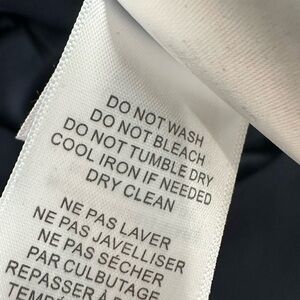 DO NOT WASH
DO NOT BLEACH
DO NOT TUMBLE DRY
COOL IRON IF NEEDED
DRY CLEAN
NE PAS LAVER
NE PAS JAVELLISER
NE PAS SÉCHER
PAR CULBUTAGE
REPASSER À